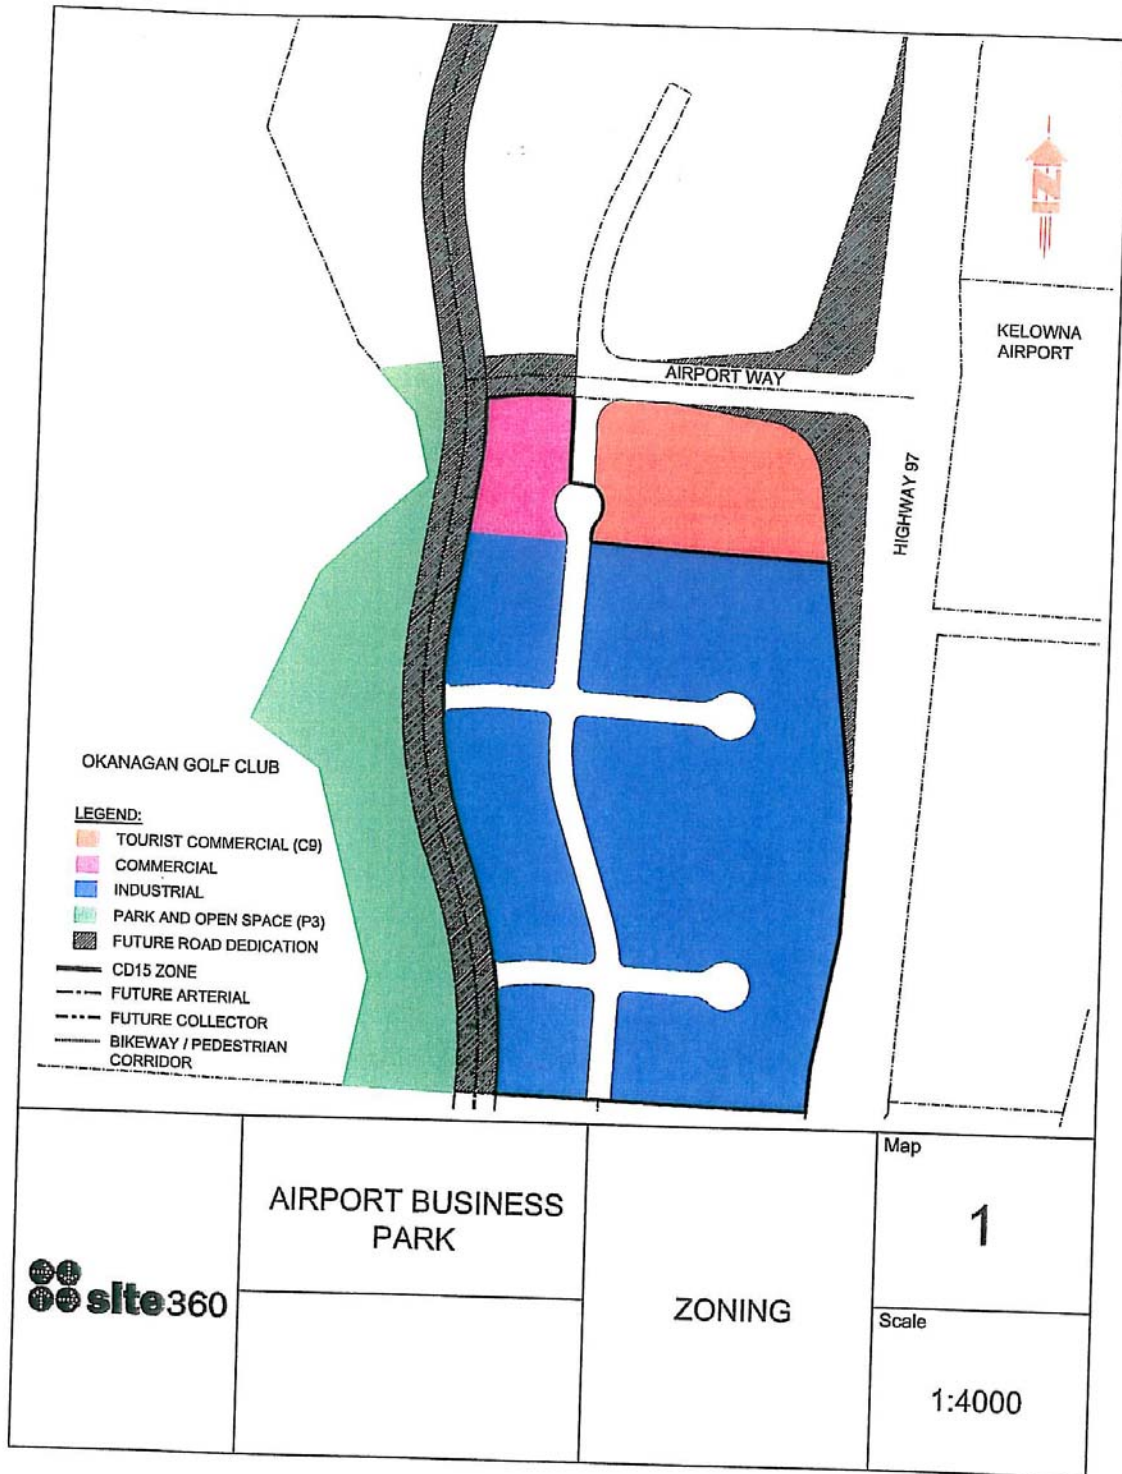 N
KELOWNA
AIRPORT
AIRPORT WAY
HIGHWAY 97
OKANAGAN GOLF CLUB
LEGEND:
TOURIST COMMERCIAL (C9)
COMMERCIAL
INDUSTRIAL
PARK AND OPEN SPACE (P3)
FUTURE ROAD DEDICATION
CD15 ZONE
FUTURE ARTERIAL
FUTURE COLLECTOR
BIKEWAY / PEDESTRIAN
CORRIDOR
site360
AIRPORT BUSINESS
PARK
ZONING
Map
1
Scale
1:4000